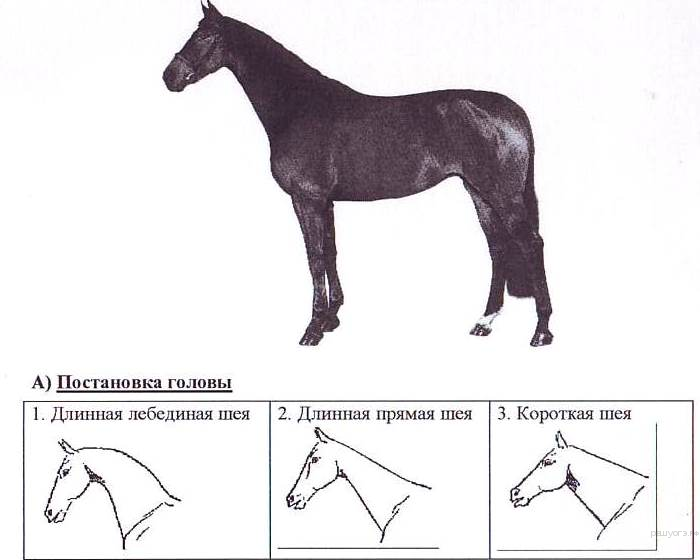 А) Постановка головы
1. Длинная лебединая шея
2. Длинная прямая шея
3. Короткая шея